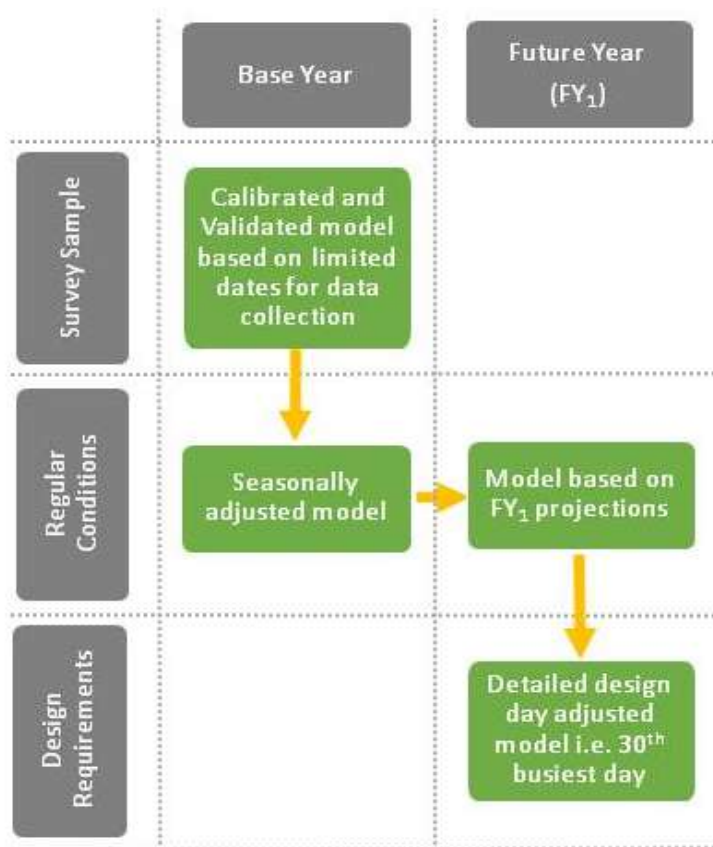 Base Year
Future Year
(FY₁)
Survey Sample
Calibrated and
Validated model
based on limited
dates for data
collection
Regular
Conditions
Seasonally
adjusted model
Model based on
FY₁ projections
Design
Requirements
Detailed design
day adjusted
model i.e. 30ᵗʰ
busiest day